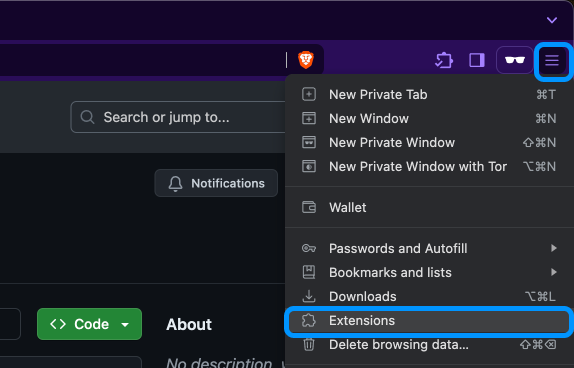 New Private Tab ⌘T
Search or jump to...
New Window ⌘N
New Private Window ⇧⌘N
New Private Window with Tor ⌥⌘N
Notifications
Wallet
Passwords and Autofill
Bookmarks and lists
Downloads ⌥⌘L
Code
About
Extensions
Delete browsing data... ⇧⌘⌫
No description,